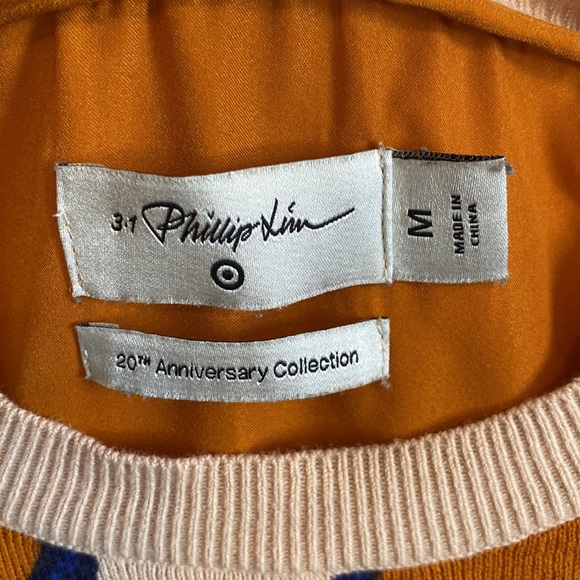 3.1 Phillip Lim
M
MADE IN
CHINA
20TH Anniversary Collection